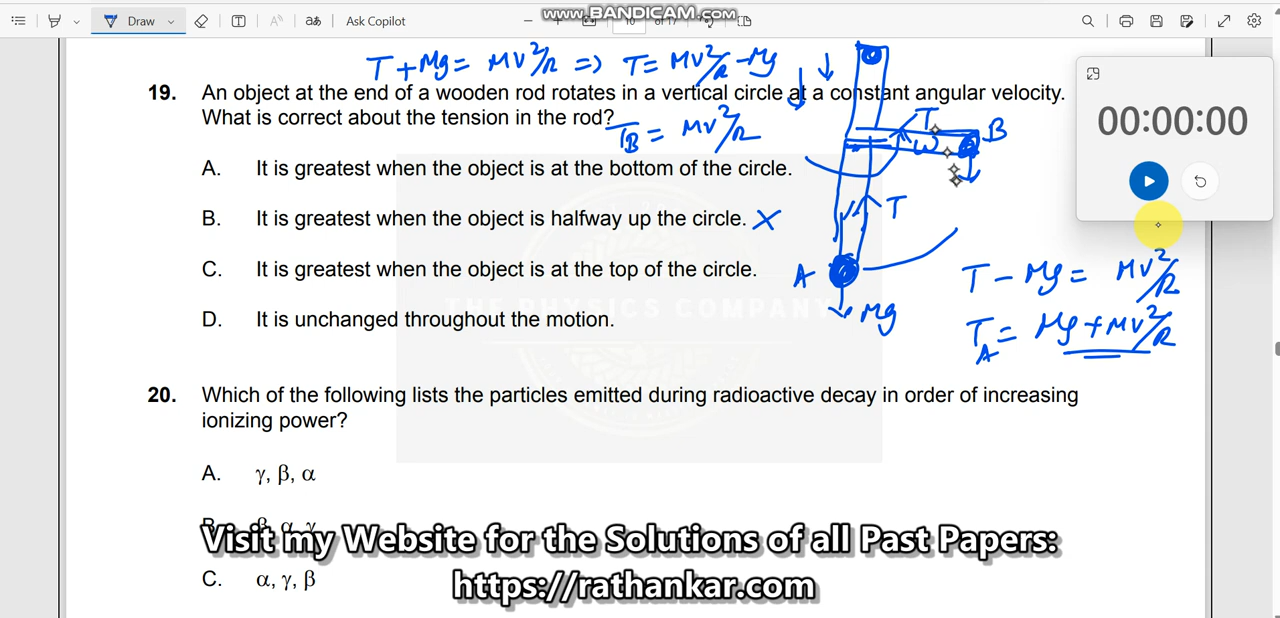 www.BANDICAM.com
Draw
Ask Copilot
00:00:00
T + Mg = MV²/R => T = MV²/R - Mg
19. An object at the end of a wooden rod rotates in a vertical circle at a constant angular velocity.
What is correct about the tension in the rod?
T_B = MV²/R
T
B
W
A. It is greatest when the object is at the bottom of the circle.
B. It is greatest when the object is halfway up the circle. X
T
C. It is greatest when the object is at the top of the circle.
A
T - Mg = MV²/R
THE PHYSICS COMPANY
Mg
D. It is unchanged throughout the motion.
T_A = Mg + MV²/R
20. Which of the following lists the particles emitted during radioactive decay in order of increasing
ionizing power?
A. γ, β, α
Visit my Website for the Solutions of all Past Papers:
C. α, γ, β
https://rathankar.com